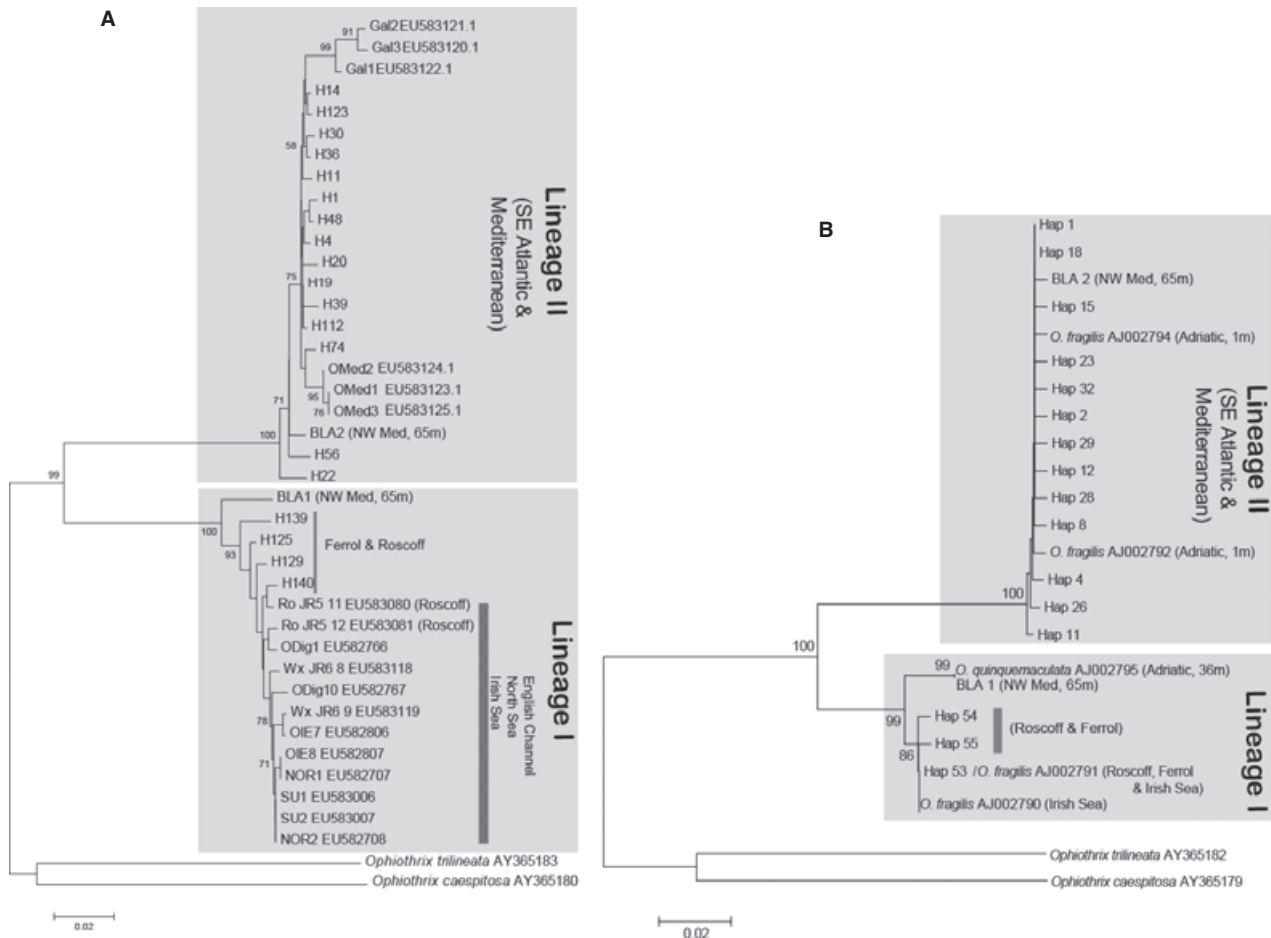 A
91
Gal2EU583121.1
99
Gal3EU583120.1
Gal1EU583122.1
H14
H123
H30
58
H36
H11
H1
H48
H4
H20
75
H19
H39
H112
H74
OMed2 EU583124.1
95
OMed1 EU583123.1
76
OMed3 EU583125.1
71
BLA2 (NW Med, 65m)
100
H56
H22
Lineage II
(SE Atlantic &
Mediterranean)
99
BLA1 (NW Med, 65m)
100
H139
H125
93
Ferrol & Roscoff
H129
H140
Ro JR5 11 EU583080 (Roscoff)
Ro JR5 12 EU583081 (Roscoff)
ODig1 EU582766
Wx JR6 8 EU583118
ODig10 EU582767
Wx JR6 9 EU583119
78
OIE7 EU582806
OIE8 EU582807
71
NOR1 EU582707
SU1 EU583006
SU2 EU583007
NOR2 EU582708
English Channel
North Sea
Irish Sea
Lineage I
Ophiothrix trilineata AY365183
Ophiothrix caespitosa AY365180
0.02
B
Hap 1
Hap 18
BLA 2 (NW Med, 65m)
Hap 15
O. fragilis AJ002794 (Adriatic, 1m)
Hap 23
Hap 32
Hap 2
Hap 29
Hap 12
Hap 28
Hap 8
O. fragilis AJ002792 (Adriatic, 1m)
Hap 4
100
Hap 26
Hap 11
Lineage II
(SE Atlantic &
Mediterranean)
100
99
O. quinquemaculata AJ002795 (Adriatic, 36m)
BLA 1 (NW Med, 65m)
99
Hap 54
(Roscoff & Ferrol)
Hap 55
86
Hap 53 /O. fragilis AJ002791 (Roscoff, Ferrol
& Irish Sea)
O. fragilis AJ002790 (Irish Sea)
Lineage I
Ophiothrix trilineata AY365182
Ophiothrix caespitosa AY365179
0.02